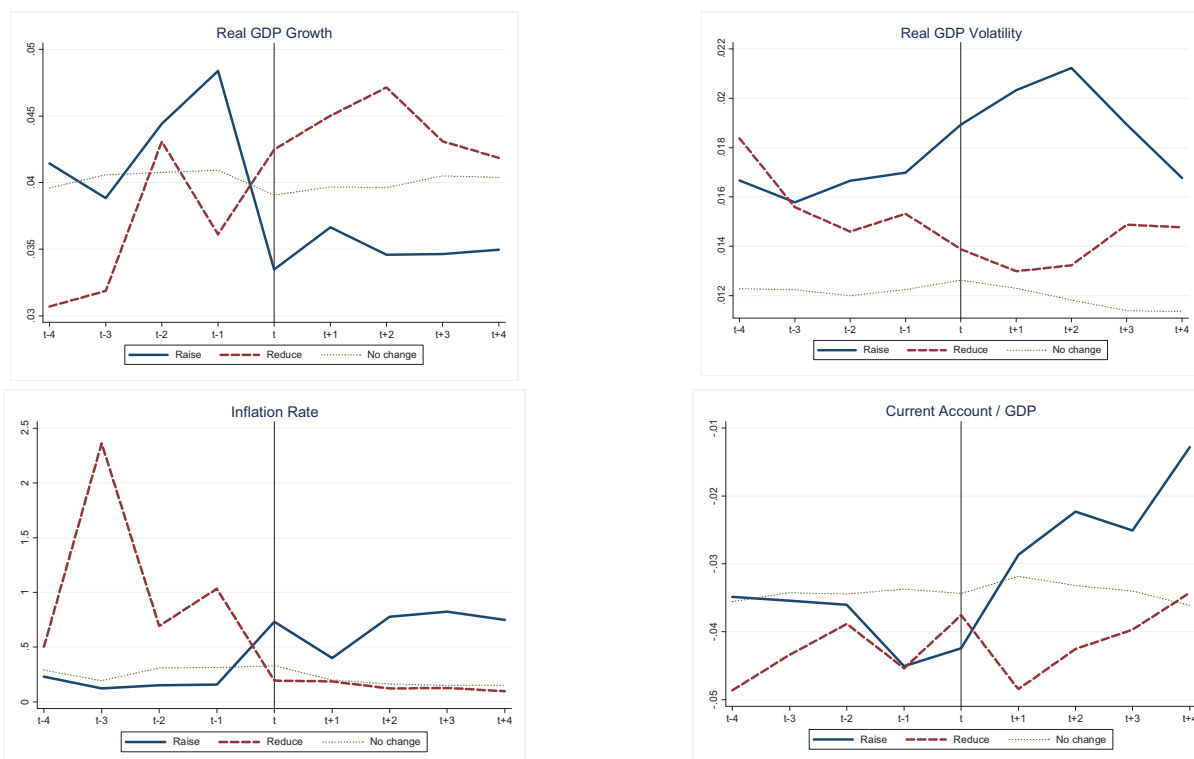 Real GDP Growth
.05
.045
.04
.035
.03
t-4 t-3 t-2 t-1 t t+1 t+2 t+3 t+4
Raise Reduce No change
Real GDP Volatility
.022
.02
.018
.016
.014
.012
t-4 t-3 t-2 t-1 t t+1 t+2 t+3 t+4
Raise Reduce No change
Inflation Rate
2.5
2
1.5
1
.5
0
t-4 t-3 t-2 t-1 t t+1 t+2 t+3 t+4
Raise Reduce No change
Current Account / GDP
-.01
-.02
-.03
-.04
-.05
t-4 t-3 t-2 t-1 t t+1 t+2 t+3 t+4
Raise Reduce No change